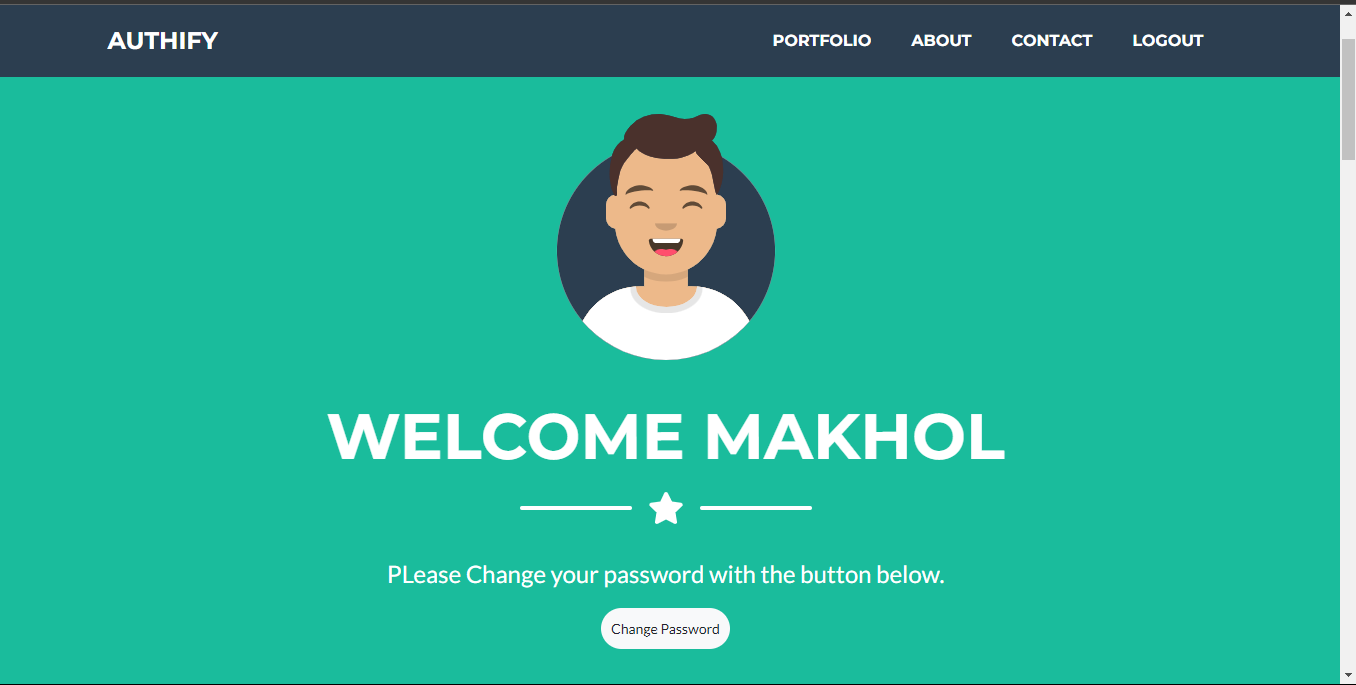 AUTHIFY PORTFOLIO ABOUT CONTACT LOGOUT
WELCOME MAKHOL
PLease Change your password with the button below.
Change Password